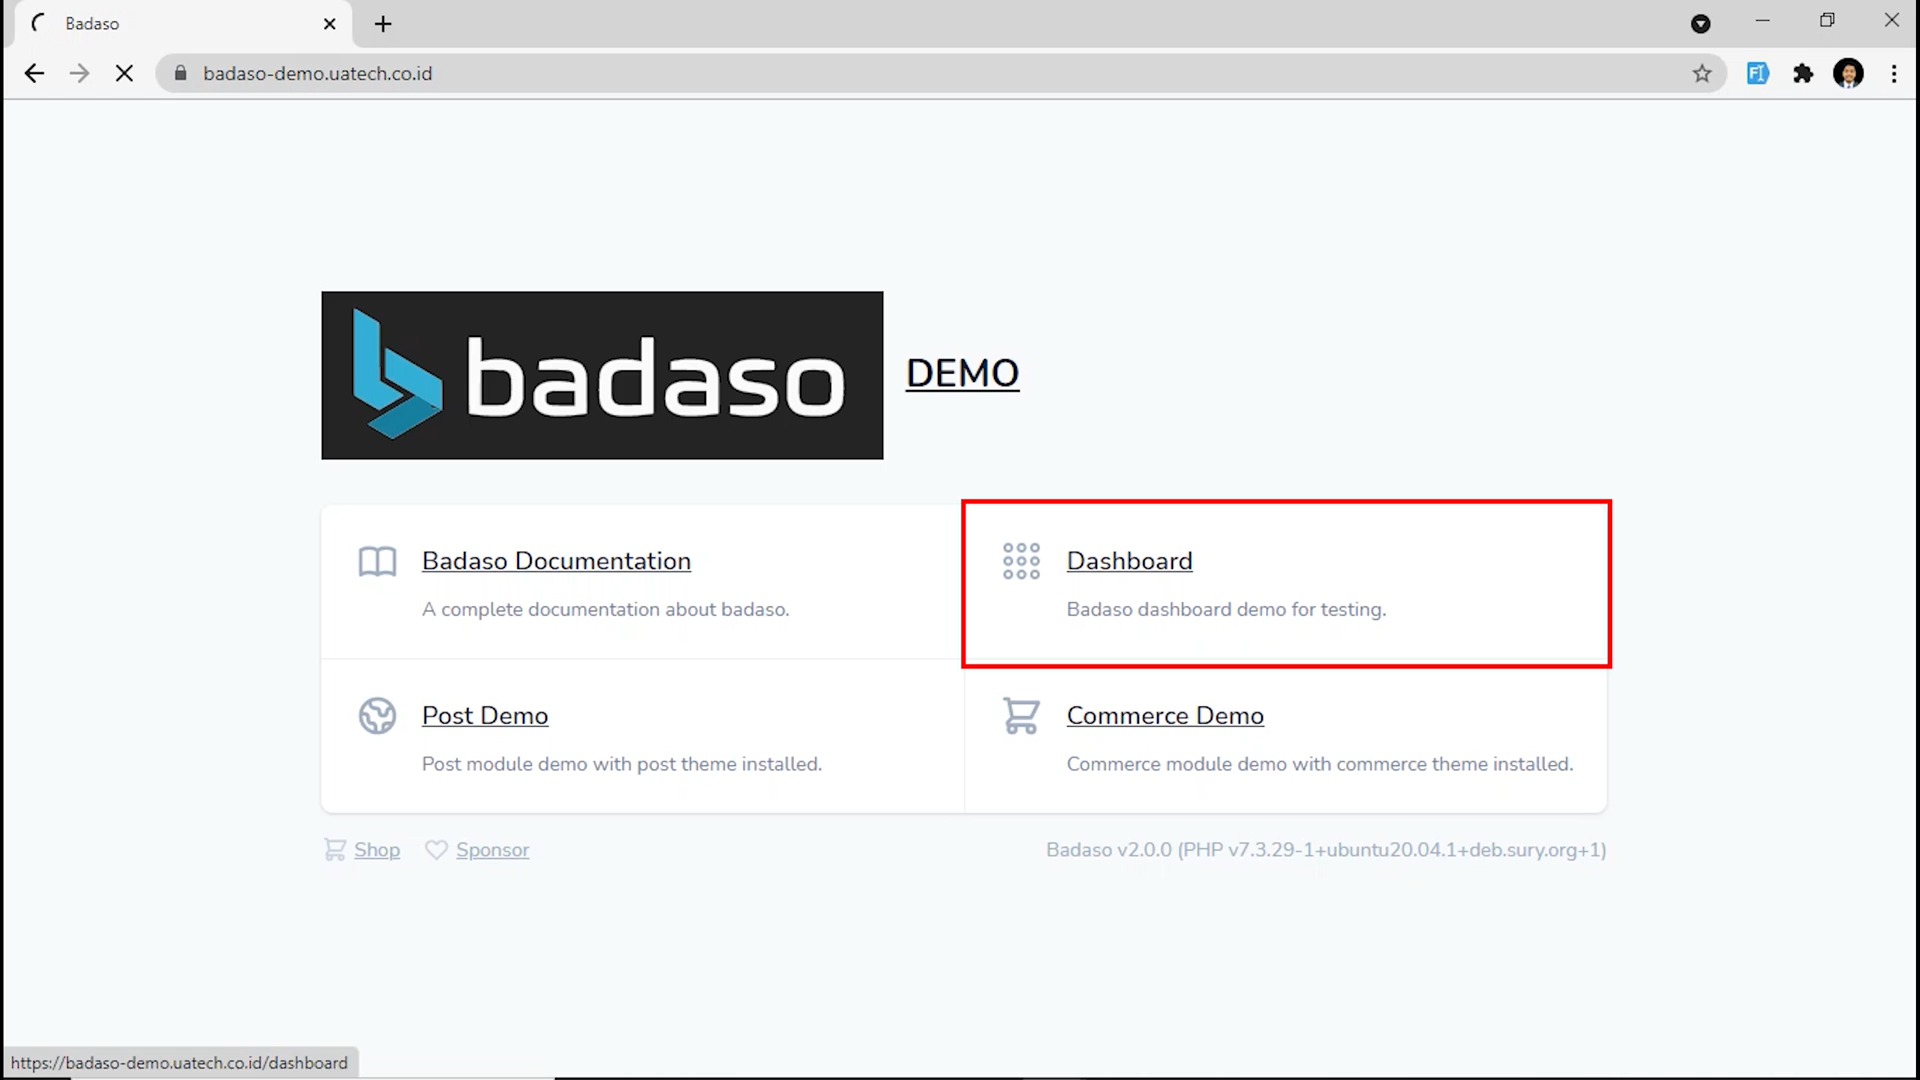 Badaso
badaso-demo.uatech.co.id
badaso
DEMO
Badaso Documentation
A complete documentation about badaso.
Dashboard
Badaso dashboard demo for testing.
Post Demo
Post module demo with post theme installed.
Commerce Demo
Commerce module demo with commerce theme installed.
Shop
Sponsor
Badaso v2.0.0 (PHP v7.3.29-1+ubuntu20.04.1+deb.sury.org+1)
https://badaso-demo.uatech.co.id/dashboard